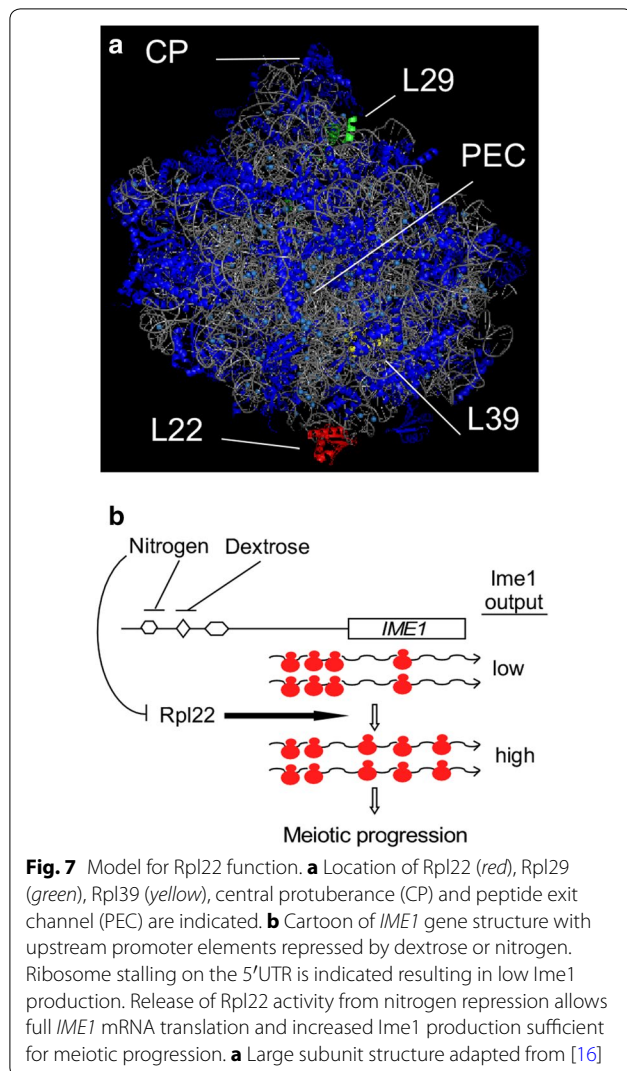 a
CP
L29
PEC
L22
L39
b
Nitrogen
Dextrose
Ime1
output
IME1
low
Rpl22
high
Meiotic progression
Fig. 7 Model for Rpl22 function. a Location of Rpl22 (red), Rpl29
(green), Rpl39 (yellow), central protuberance (CP) and peptide exit
channel (PEC) are indicated. b Cartoon of IME1 gene structure with
upstream promoter elements repressed by dextrose or nitrogen.
Ribosome stalling on the 5′UTR is indicated resulting in low Ime1
production. Release of Rpl22 activity from nitrogen repression allows
full IME1 mRNA translation and increased Ime1 production sufficient
for meiotic progression. a Large subunit structure adapted from [16]